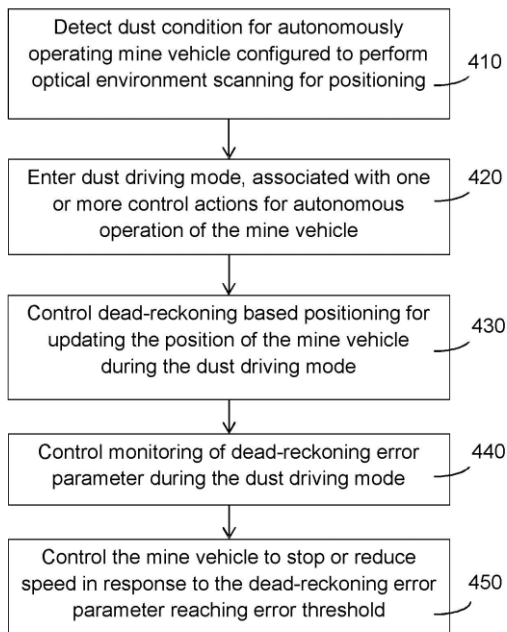 Detect dust condition for autonomously
operating mine vehicle configured to perform
optical environment scanning for positioning
410
Enter dust driving mode, associated with one
or more control actions for autonomous
operation of the mine vehicle
420
Control dead-reckoning based positioning for
updating the position of the mine vehicle
during the dust driving mode
430
Control monitoring of dead-reckoning error
parameter during the dust driving mode
440
Control the mine vehicle to stop or reduce
speed in response to the dead-reckoning error
parameter reaching error threshold
450